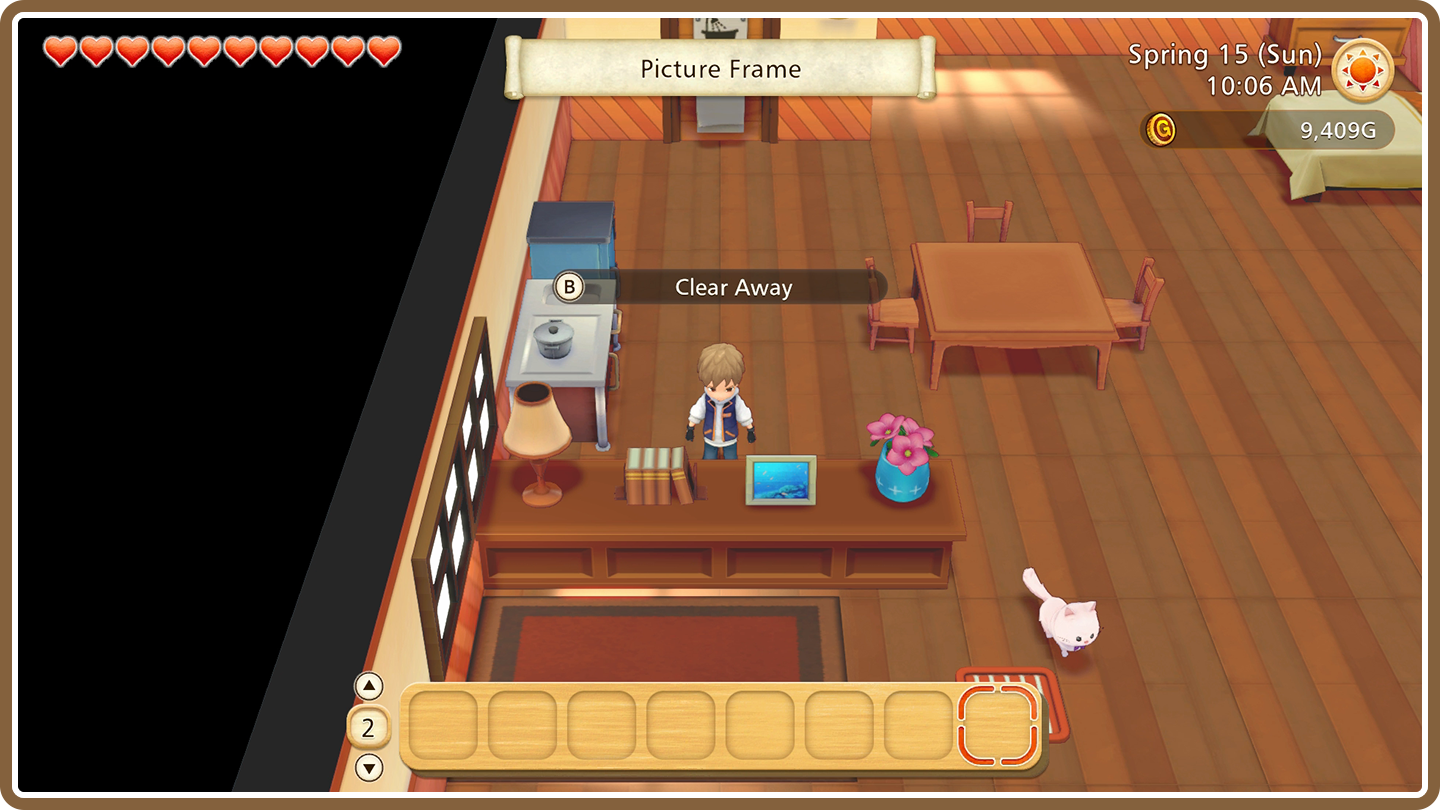 Picture Frame
Spring 15 (Sun)
10:06 AM
G
9,409G
B
Clear Away
2